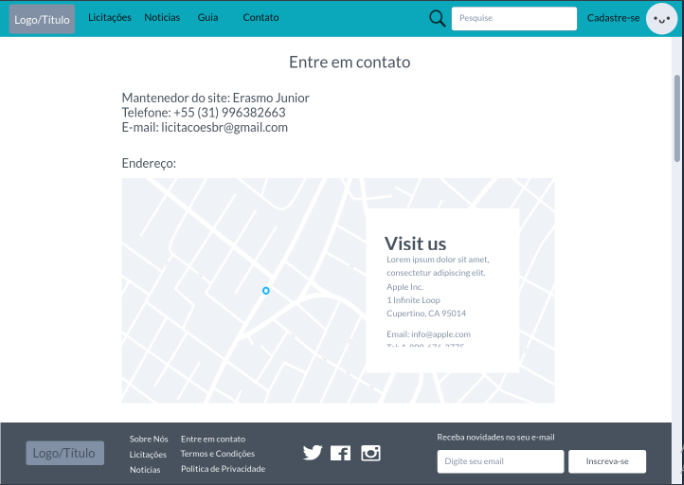 Logo/Título Licitações Noticias Guia Contato Pesquise Cadastre-se
Entre em contato
Mantenedor do site: Erasmo Junior
Telefone: +55 (31) 996382663
E-mail: licitacoesbr@gmail.com
Endereço:
Visit us
Lorem ipsum dolor sit amet,
consectetur adipiscing elit.
Apple Inc.
1 Infinite Loop
Cupertino, CA 95014
Email: info@apple.com
Logo/Título
Sobre Nós
Licitações
Notícias
Entre em contato
Termos e Condições
Política de Privacidade
Receba novidades no seu e-mail
Digite seu email
Inscreva-se